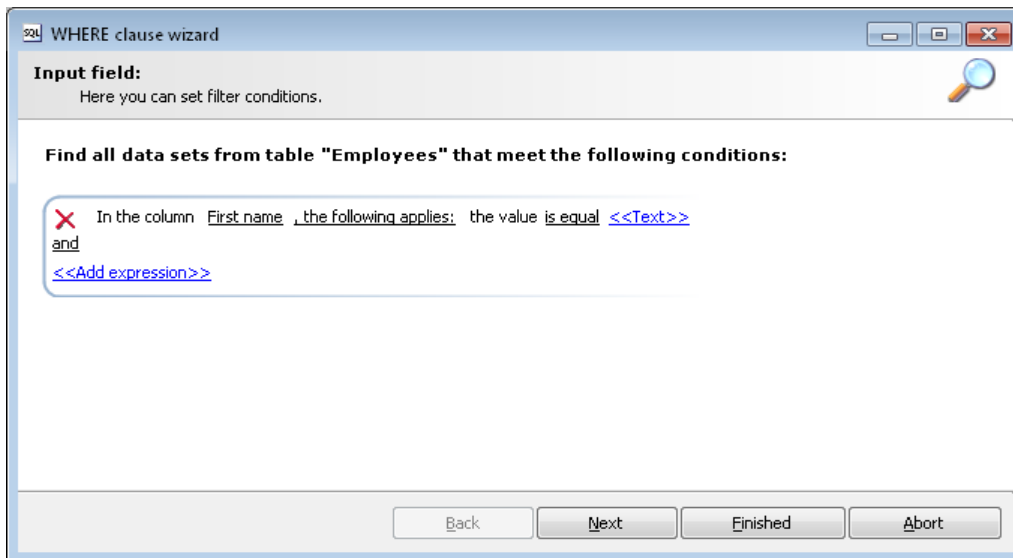 SQL WHERE clause wizard
Input field:
Here you can set filter conditions.
Find all data sets from table "Employees" that meet the following conditions:
In the column First name , the following applies: the value is equal <<Text>>
and
<<Add expression>>
Back Next Finished Abort